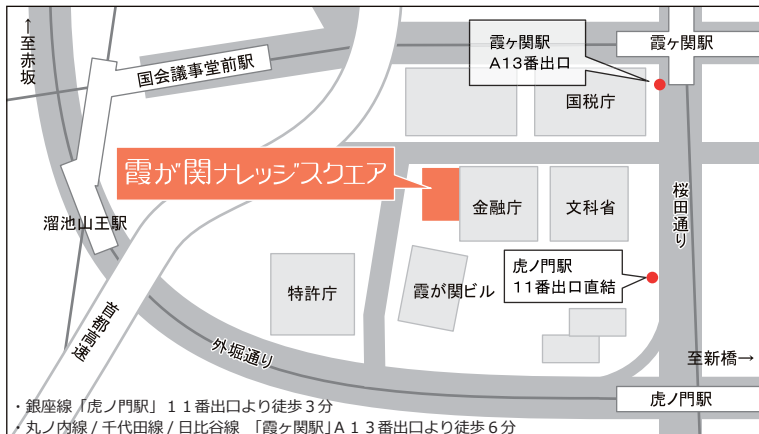 ↑至赤坂
国会議事堂前駅
霞ヶ関駅
A13番出口
霞ヶ関駅
国税庁
霞が関ナレッジスクエア
金融庁
文科省
桜田通り
溜池山王駅
虎ノ門駅
11番出口直結
特許庁
霞が関ビル
首都高速
外堀通り
至新橋→
虎ノ門駅
・銀座線「虎ノ門駅」11番出口より徒歩3分
・丸ノ内線/千代田線/日比谷線 「霞ヶ関駅」A13番出口より徒歩6分